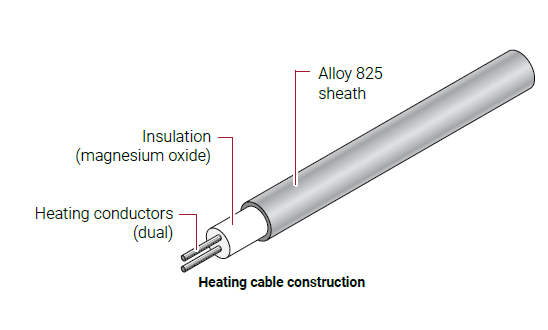 Alloy 825
sheath
Insulation
(magnesium oxide)
Heating conductors
(dual)
Heating cable construction